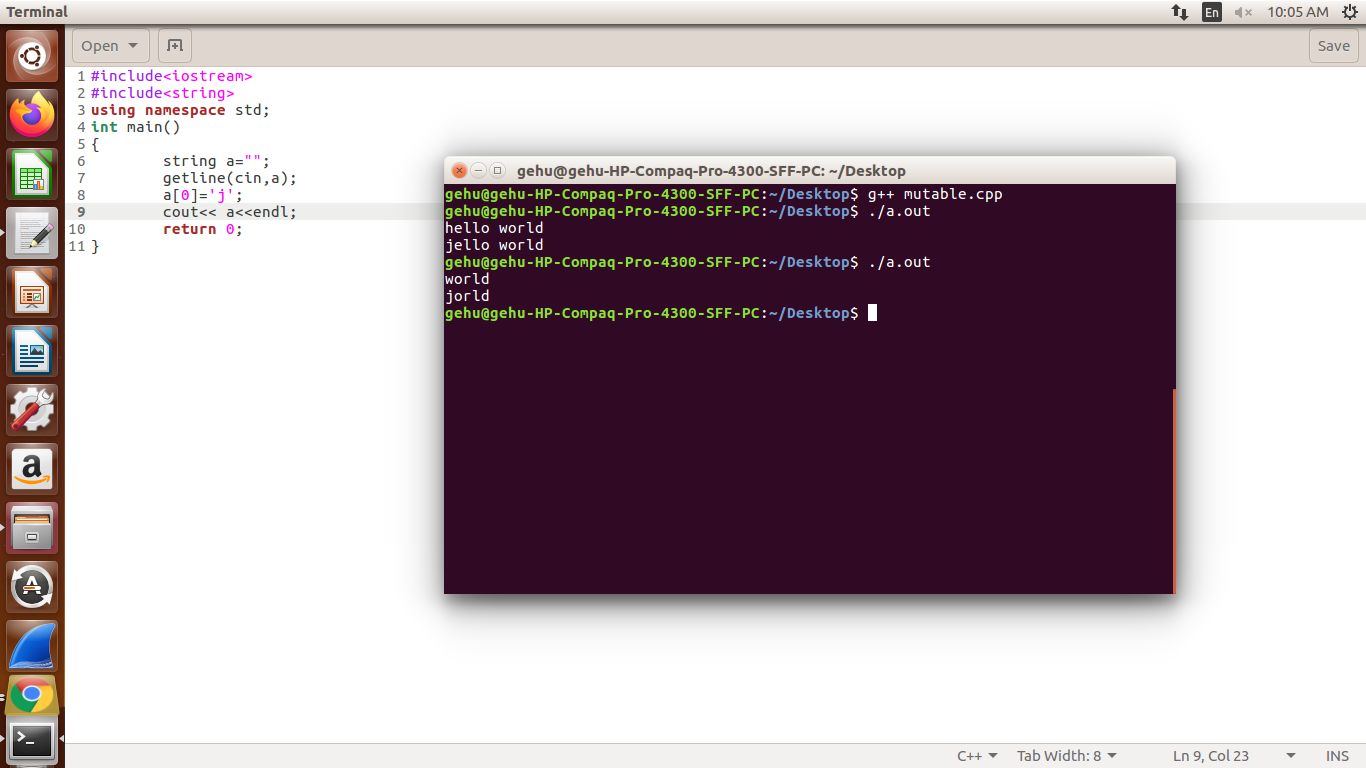 Terminal
En 10:05 AM
Open Save
1 #include<iostream>
2 #include<string>
3 using namespace std;
4 int main()
5 {
6 string a="";
7 getline(cin,a);
8 a[0]='j';
9 cout<< a<<endl;
10 return 0;
11 }
gehu@gehu-HP-Compaq-Pro-4300-SFF-PC: ~/Desktop
gehu@gehu-HP-Compaq-Pro-4300-SFF-PC:~/Desktop$ g++ mutable.cpp
gehu@gehu-HP-Compaq-Pro-4300-SFF-PC:~/Desktop$ ./a.out
hello world
jello world
gehu@gehu-HP-Compaq-Pro-4300-SFF-PC:~/Desktop$ ./a.out
world
jorld
gehu@gehu-HP-Compaq-Pro-4300-SFF-PC:~/Desktop$
a
A
>_
C++ Tab Width: 8 Ln 9, Col 23 INS